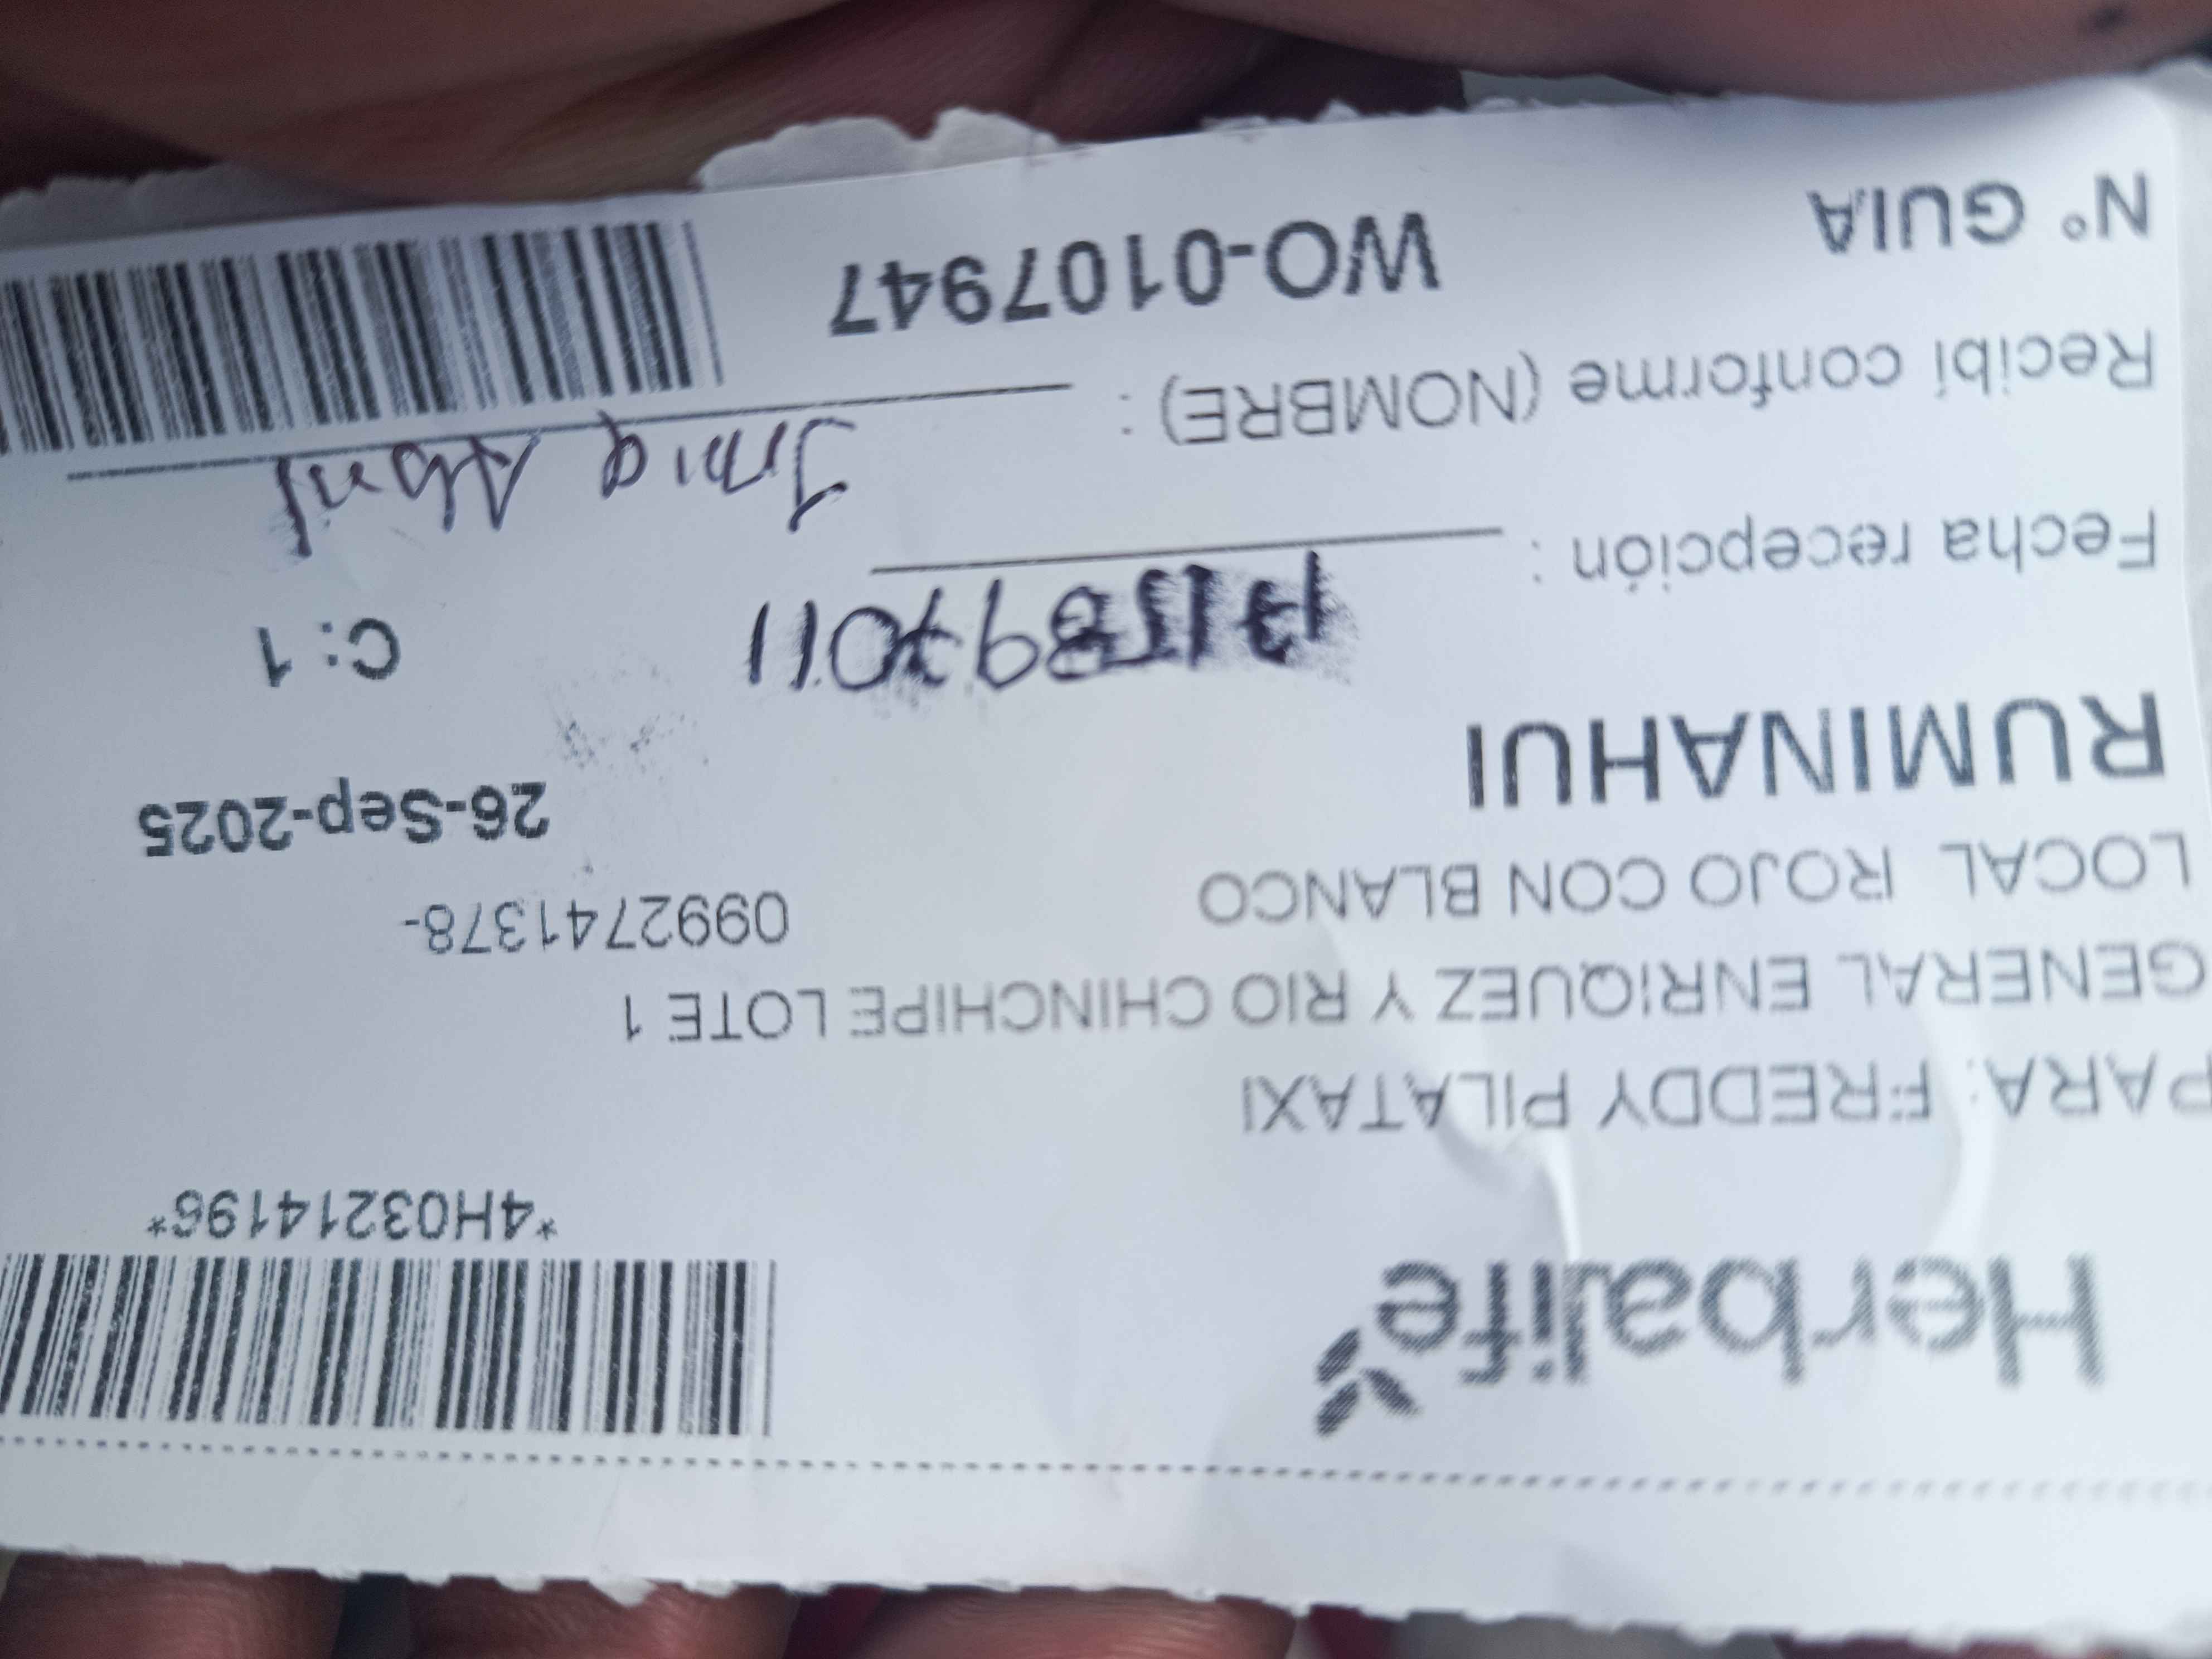 Herbalife
*4H03214196*
PARA: FREDDY PILATAXI
GENERAL ENRIQUEZ Y RIO CHINCHIPE LOTE 1
LOCAL ROJO CON BLANCO 0992741378-
RUMINAHUI 26-Sep-2025
C: 1
Fecha recepción :
Recibi conforme (NOMBRE) :
N° GUIA WO-0107947